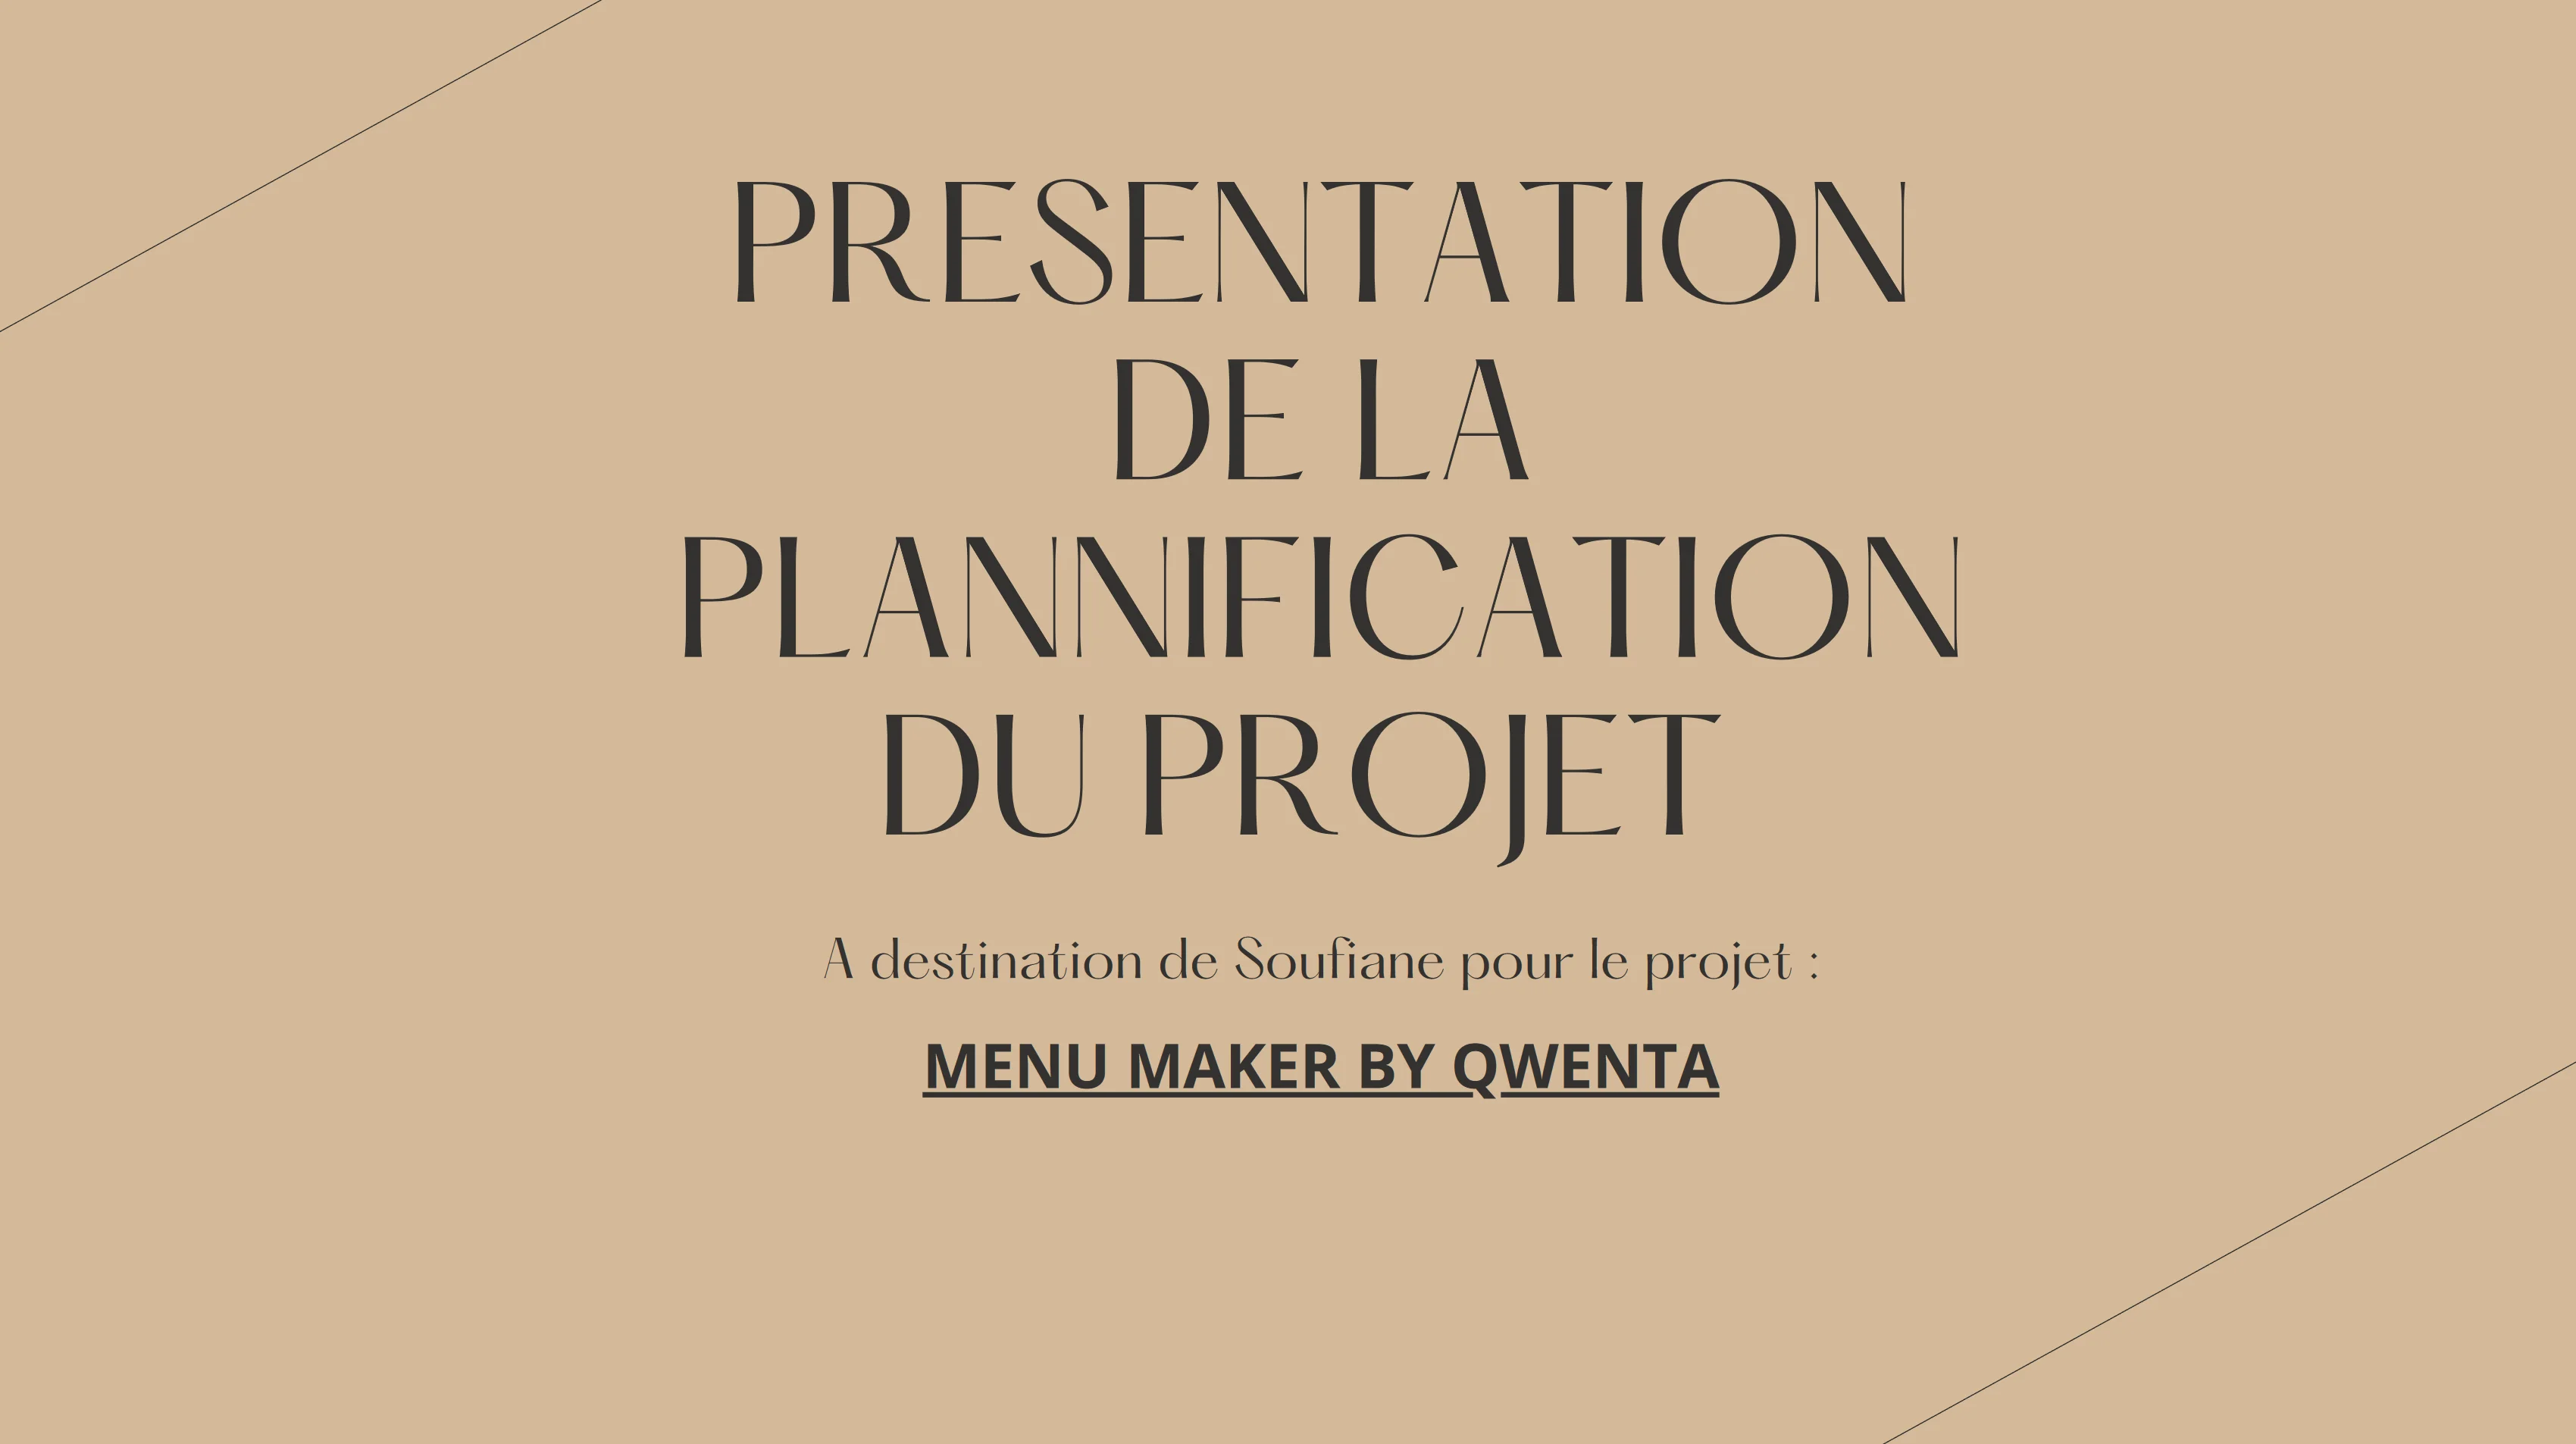 PRESENTATION
DE LA
PLANNIFICATION
DU PROJET
A destination de Soufiane pour le projet :
MENU MAKER BY QWENTA